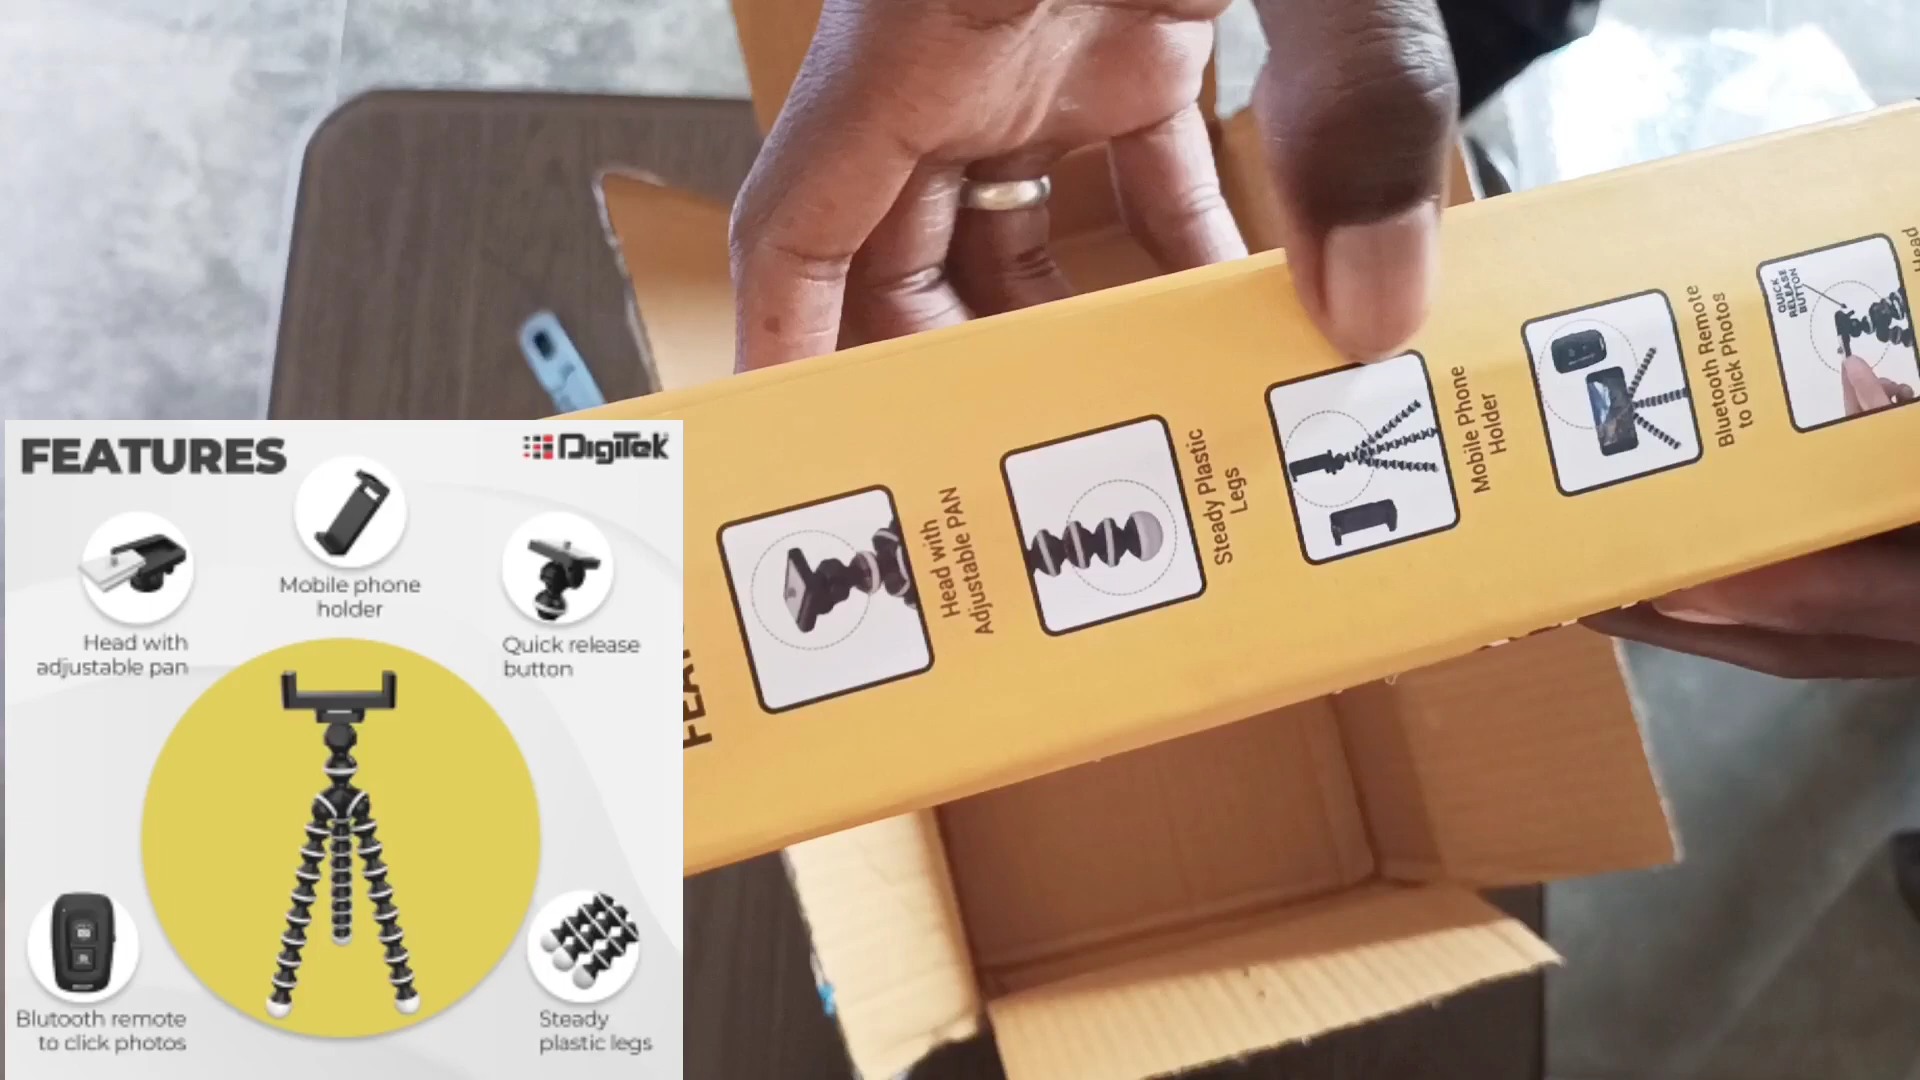 FEATURES
DIGITEK
Mobile phone
holder
Head with
adjustable pan
Quick release
button
Blutooth remote
to click photos
Steady
plastic legs
Head with
Adjustable PAN
Steady Plastic
Legs
Mobile Phone
Holder
Bluetooth Remote
to Click Photos
QUICK
RELEASE
BUTTON
Head